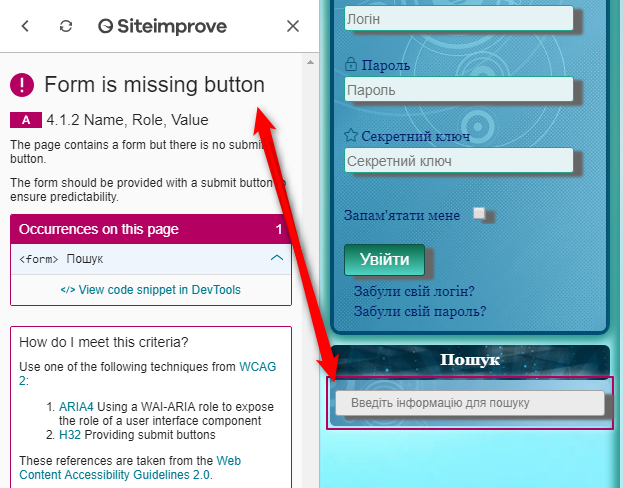 Siteimprove
Form is missing button
A 4.1.2 Name, Role, Value
The page contains a form but there is no submit
button.
The form should be provided with a submit button to
ensure predictability.
Occurrences on this page 1
<form> Пошук
</> View code snippet in DevTools
How do I meet this criteria?
Use one of the following techniques from WCAG
2:
1. ARIA4 Using a WAI-ARIA role to expose
the role of a user interface component
2. H32 Providing submit buttons
These references are taken from the Web
Content Accessibility Guidelines 2.0.
Логін
Пароль
Пароль
Секретний ключ
Секретний ключ
Запам'ятати мене
Увійти
Забули свій логін?
Забули свій пароль?
Пошук
Введіть інформацію для пошуку